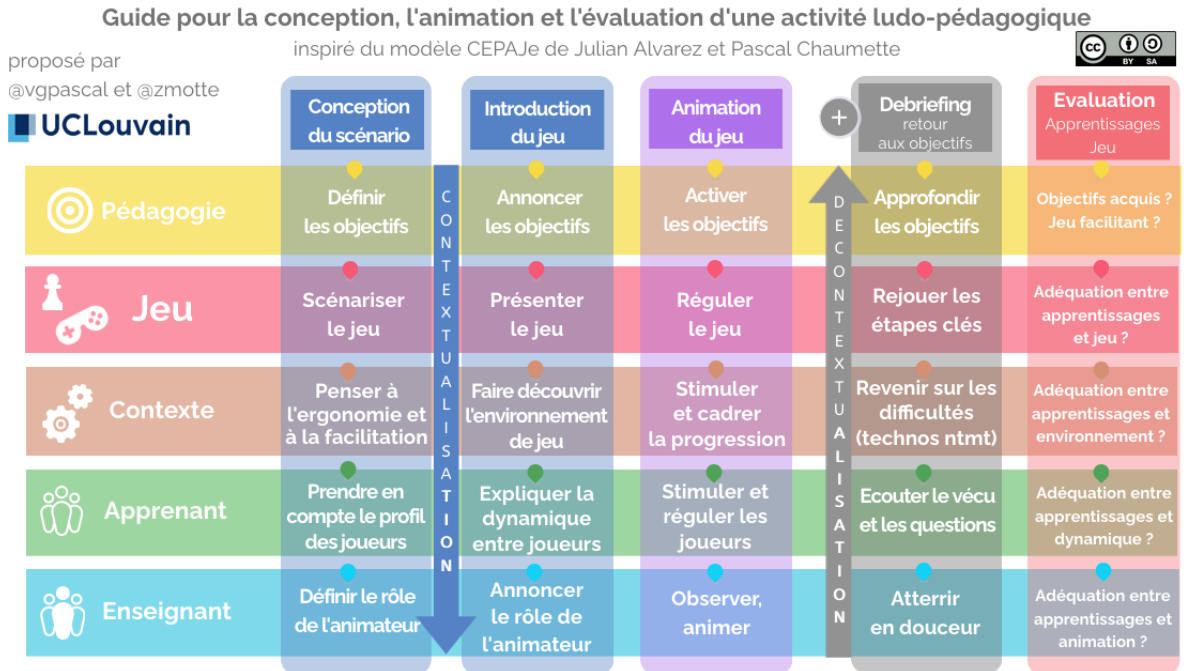 Guide pour la conception, l'animation et l'évaluation d'une activité ludo-pédagogique
inspiré du modèle CEPAJe de Julian Alvarez et Pascal Chaumette
proposé par
@vgpascal et @zmotte
UCLouvain
cc
BY SA
Conception
du scénario
Introduction
du jeu
Animation
du jeu
+
Debriefing
retour
aux objectifs
Evaluation
Apprentissages
Jeu
CONTEXTUALISATION
DECONTEXTUALISATION
Pédagogie
Définir
les objectifs
Annoncer
les objectifs
Activer
les objectifs
Approfondir
les objectifs
Objectifs acquis ?
Jeu facilitant ?
Jeu
Scénariser
le jeu
Présenter
le jeu
Réguler
le jeu
Rejouer les
étapes clés
Adéquation entre
apprentissages
et jeu ?
Contexte
Penser à
l'ergonomie et
à la facilitation
Faire découvrir
l'environnement
de jeu
Stimuler
et cadrer
la progression
Revenir sur les
difficultés
(technos ntmt)
Adéquation entre
apprentissages et
environnement ?
Apprenant
Prendre en
compte le profil
des joueurs
Expliquer la
dynamique
entre joueurs
Stimuler et
réguler les
joueurs
Ecouter le vécu
et les questions
Adéquation entre
apprentissages et
dynamique ?
Enseignant
Définir le rôle
de l'animateur
Annoncer
le rôle de
l'animateur
Observer,
animer
Atterrir
en douceur
Adéquation entre
apprentissages et
animation ?